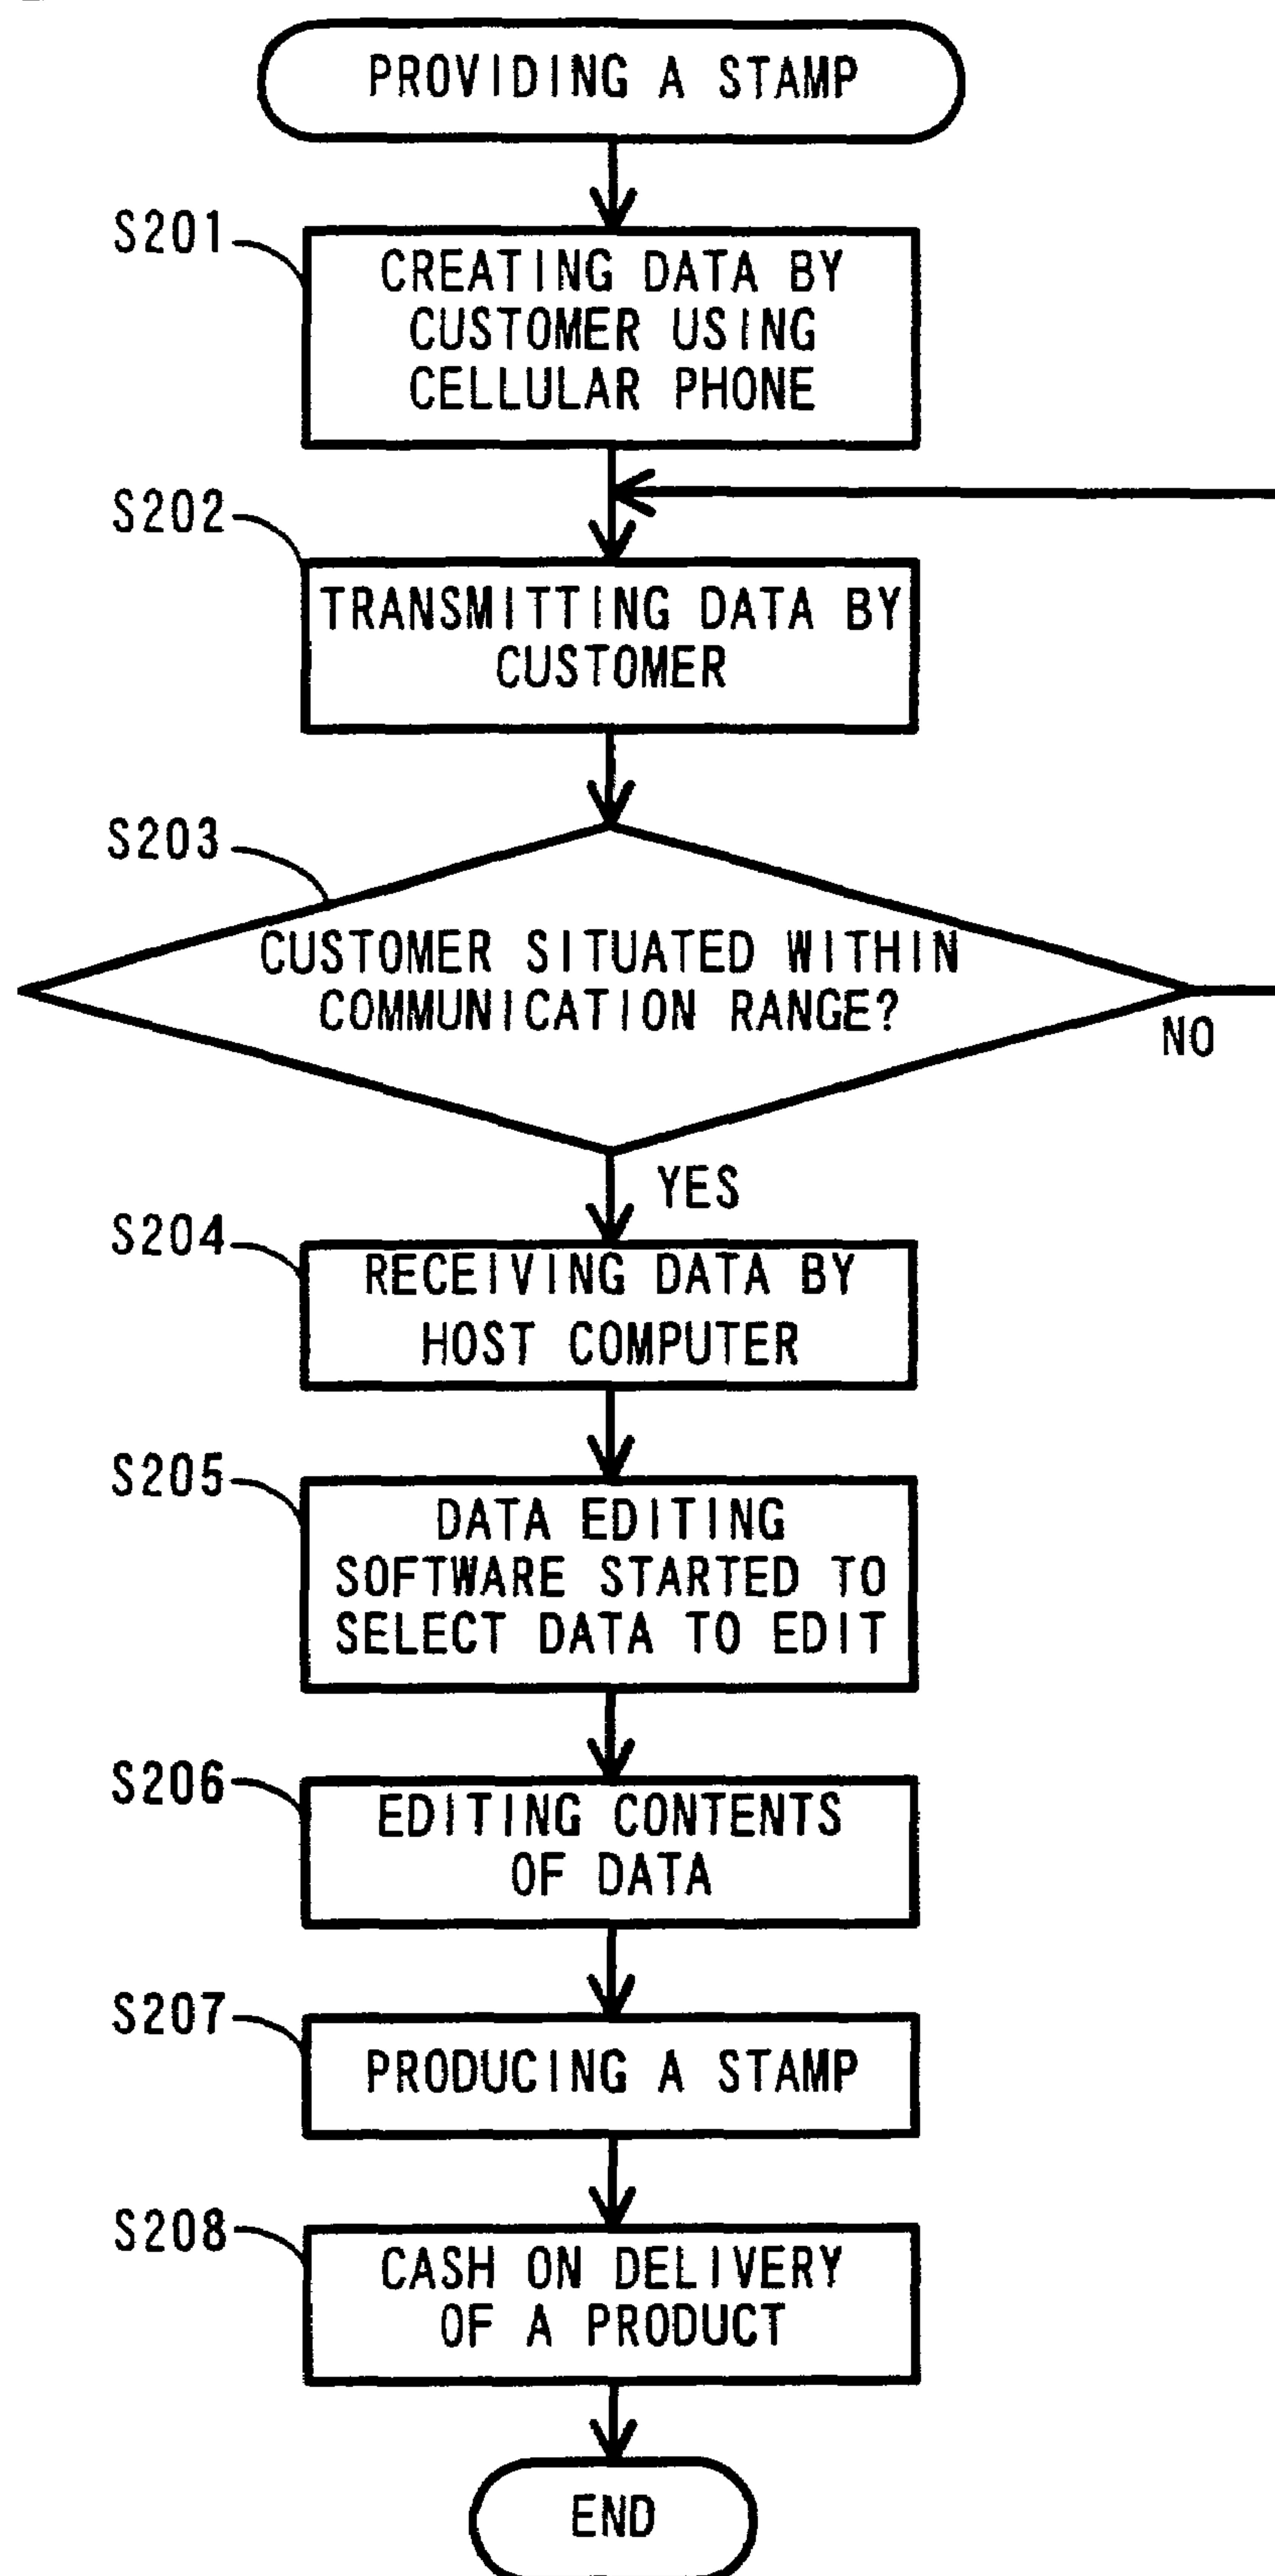 PROVIDING A STAMP
S201
CREATING DATA BY
CUSTOMER USING
CELLULAR PHONE
S202
TRANSMITTING DATA BY
CUSTOMER
S203
CUSTOMER SITUATED WITHIN
COMMUNICATION RANGE?
NO
YES
S204
RECEIVING DATA BY
HOST COMPUTER
S205
DATA EDITING
SOFTWARE STARTED TO
SELECT DATA TO EDIT
S206
EDITING CONTENTS
OF DATA
S207
PRODUCING A STAMP
S208
CASH ON DELIVERY
OF A PRODUCT
END